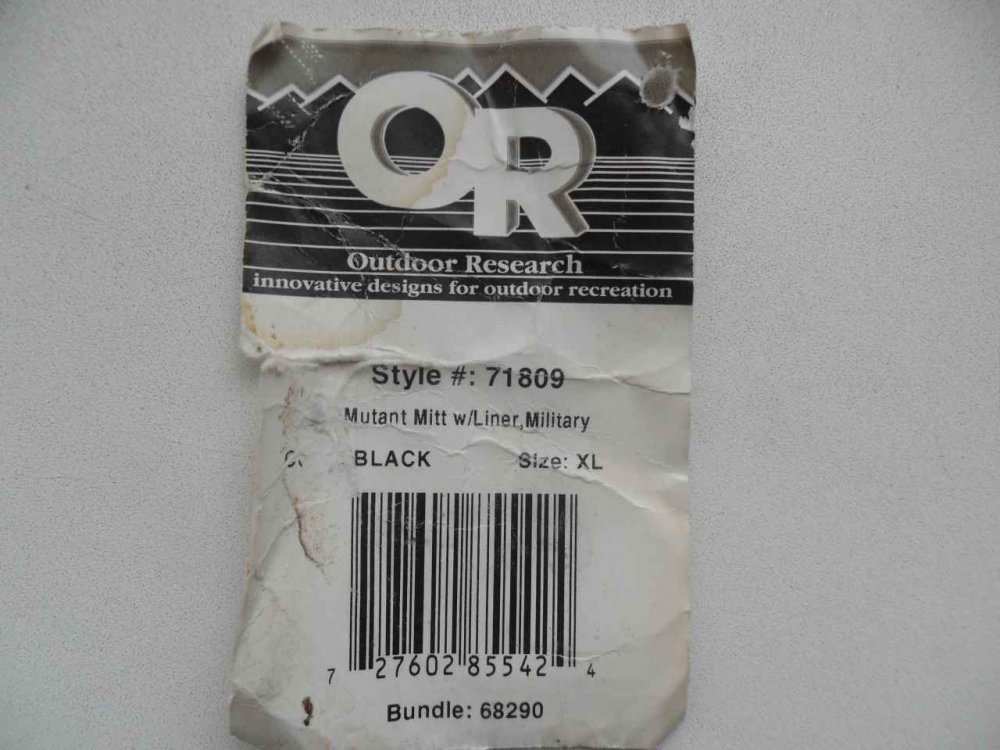 OR
Outdoor Research
innovative designs for outdoor recreation
Style #: 71809
Mutant Mitt w/Liner,Military
BLACK Size: XL
7 27602 85542 4
Bundle: 68290